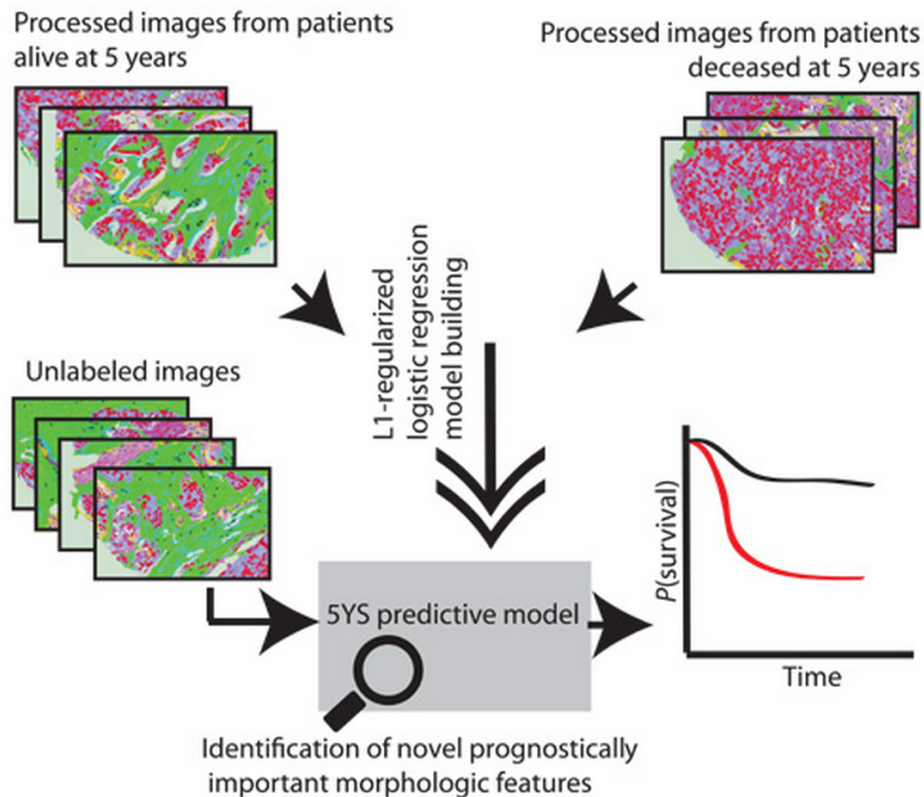 Processed images from patients
alive at 5 years
Processed images from patients
deceased at 5 years
L1-regularized
logistic regression
model building
Unlabeled images
P(survival)
Time
5YS predictive model
Identification of novel prognostically
important morphologic features